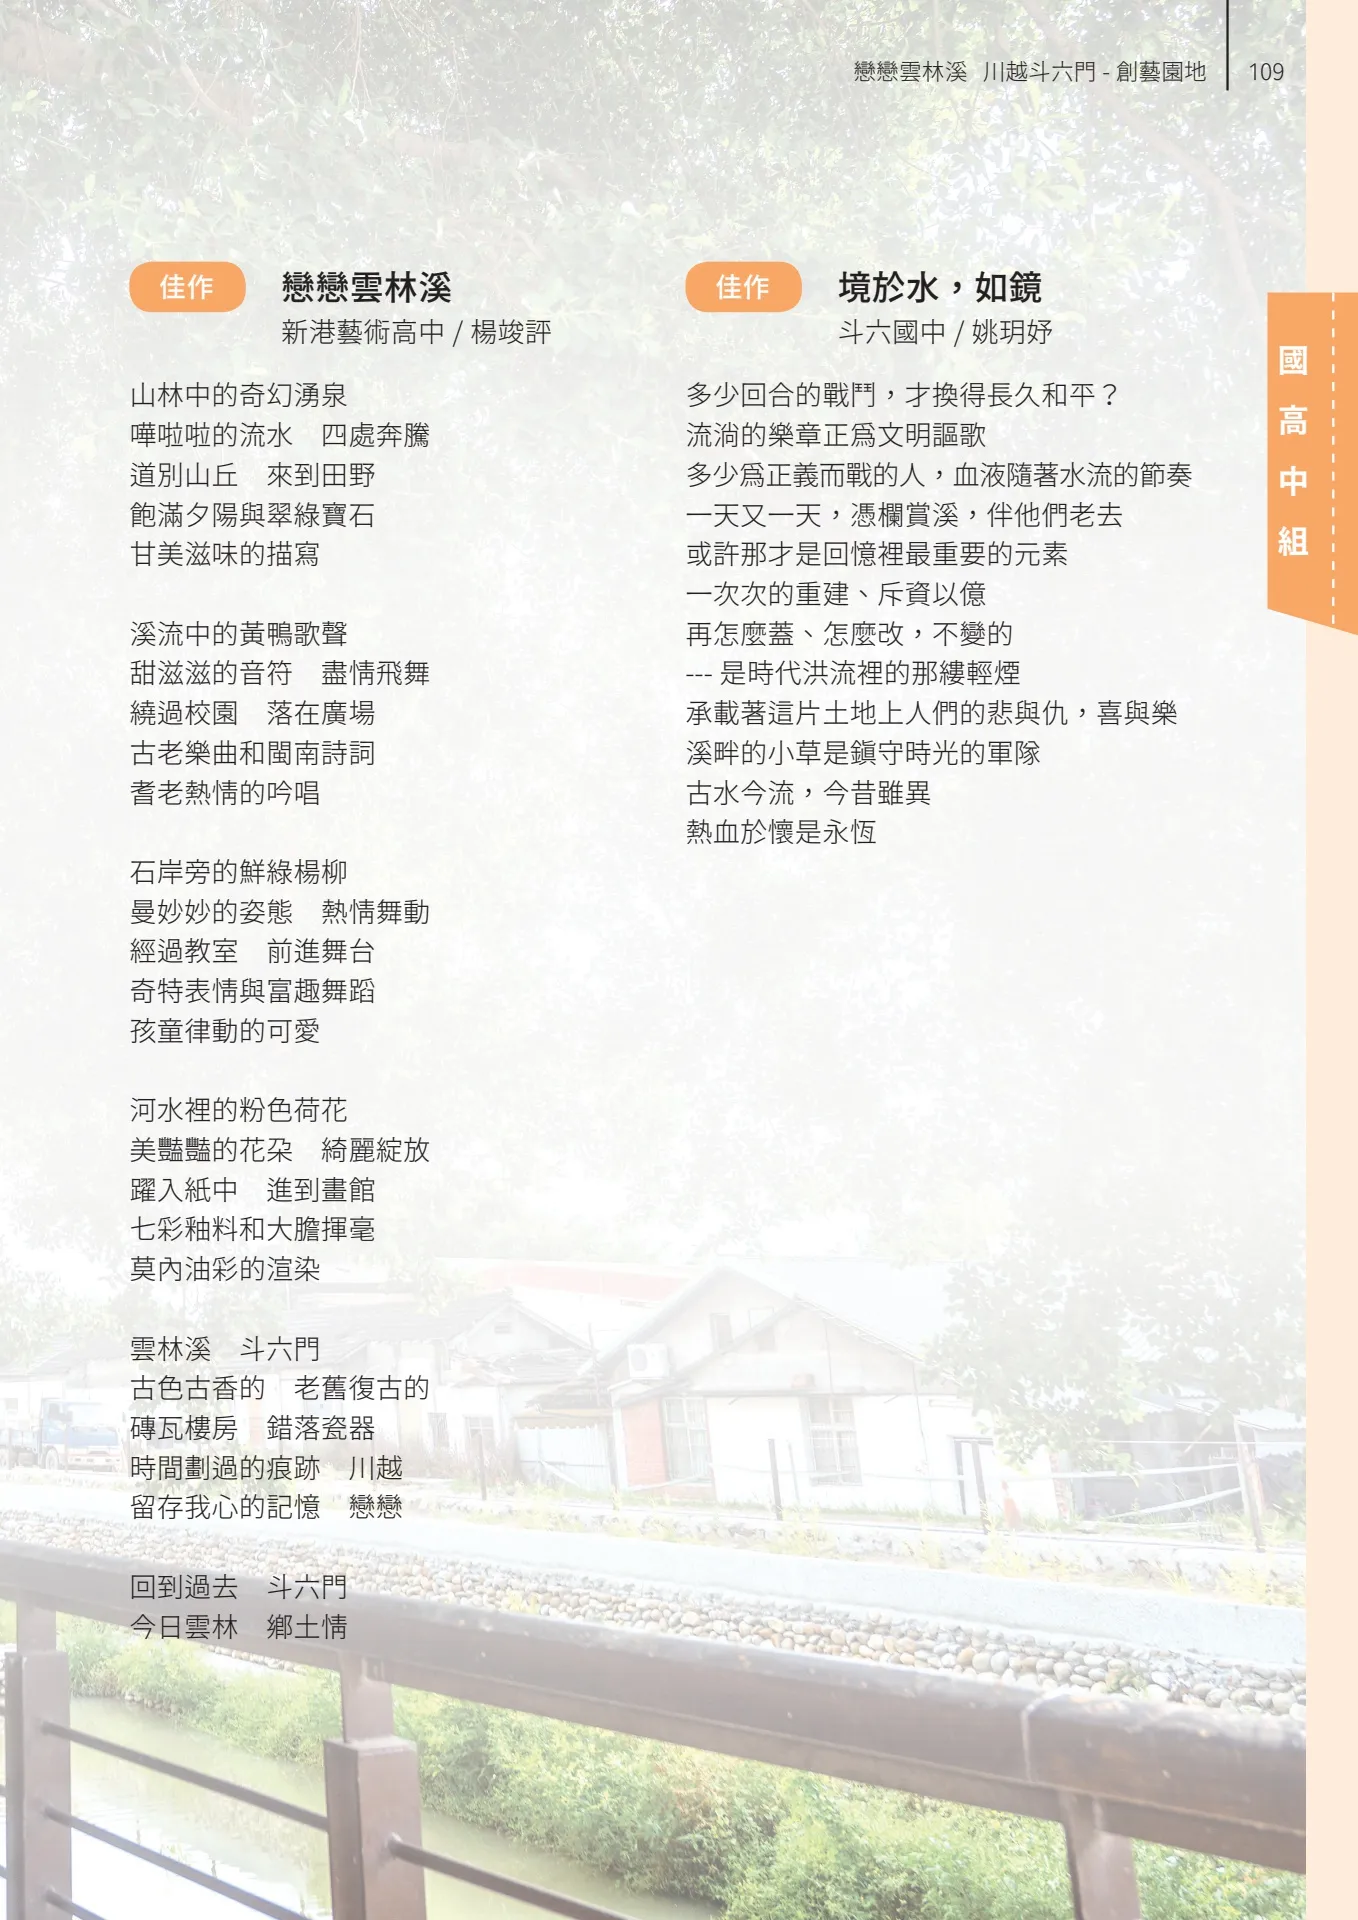 戀戀雲林溪 川越斗六門 - 創藝園地 109
佳作 戀戀雲林溪
新港藝術高中 / 楊竣評
山林中的奇幻湧泉
嘩啦啦的流水　四處奔騰
道別山丘　來到田野
飽滿夕陽與翠綠寶石
甘美滋味的描寫
溪流中的黃鴨歌聲
甜滋滋的音符　盡情飛舞
繞過校園　落在廣場
古老樂曲和閩南詩詞
耆老熱情的吟唱
石岸旁的鮮綠楊柳
曼妙妙的姿態　熱情舞動
經過教室　前進舞台
奇特表情與富趣舞蹈
孩童律動的可愛
河水裡的粉色荷花
美豔豔的花朶　綺麗綻放
躍入紙中　進到畫館
七彩釉料和大膽揮毫
莫內油彩的渲染
雲林溪　斗六門
古色古香的　老舊復古的
磚瓦樓房　錯落瓷器
時間劃過的痕跡　川越
留存我心的記憶　戀戀
回到過去　斗六門
今日雲林　鄉土情
佳作 境於水，如鏡
斗六國中 / 姚玥妤
多少回合的戰鬥，才換得長久和平？
流淌的樂章正爲文明謳歌
多少爲正義而戰的人，血液隨著水流的節奏
一天又一天，憑欄賞溪，伴他們老去
或許那才是回憶裡最重要的元素
一次次的重建、斥資以億
再怎麼蓋、怎麼改，不變的
--- 是時代洪流裡的那縷輕煙
承載著這片土地上人們的悲與仇，喜與樂
溪畔的小草是鎭守時光的軍隊
古水今流，今昔雖異
熱血於懷是永恆
國高中組